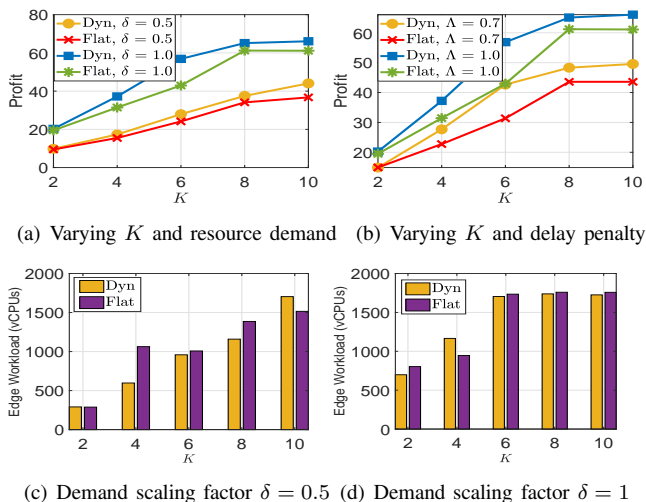 Dyn, δ = 0.5
Flat, δ = 0.5
Dyn, δ = 1.0
Flat, δ = 1.0
Profit
80
60
40
20
0
2 4 6 8 10
K
Dyn, Λ = 0.7
Flat, Λ = 0.7
Dyn, Λ = 1.0
Flat, Λ = 1.0
Profit
60
50
40
30
20
2 4 6 8 10
K
(a) Varying K and resource demand (b) Varying K and delay penalty
Dyn
Flat
Edge Workload (vCPUs)
2000
1500
1000
500
0
2 4 6 8 10
K
Dyn
Flat
Edge Workload (vCPUs)
2000
1500
1000
500
0
2 4 6 8 10
K
(c) Demand scaling factor δ = 0.5 (d) Demand scaling factor δ = 1